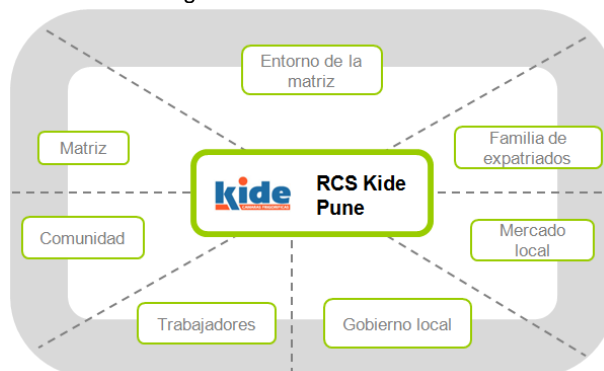 Entorno de la
matriz
Matriz
Familia de
expatriados
kide
RCS Kide
Pune
Comunidad
Mercado
local
Trabajadores
Gobierno local